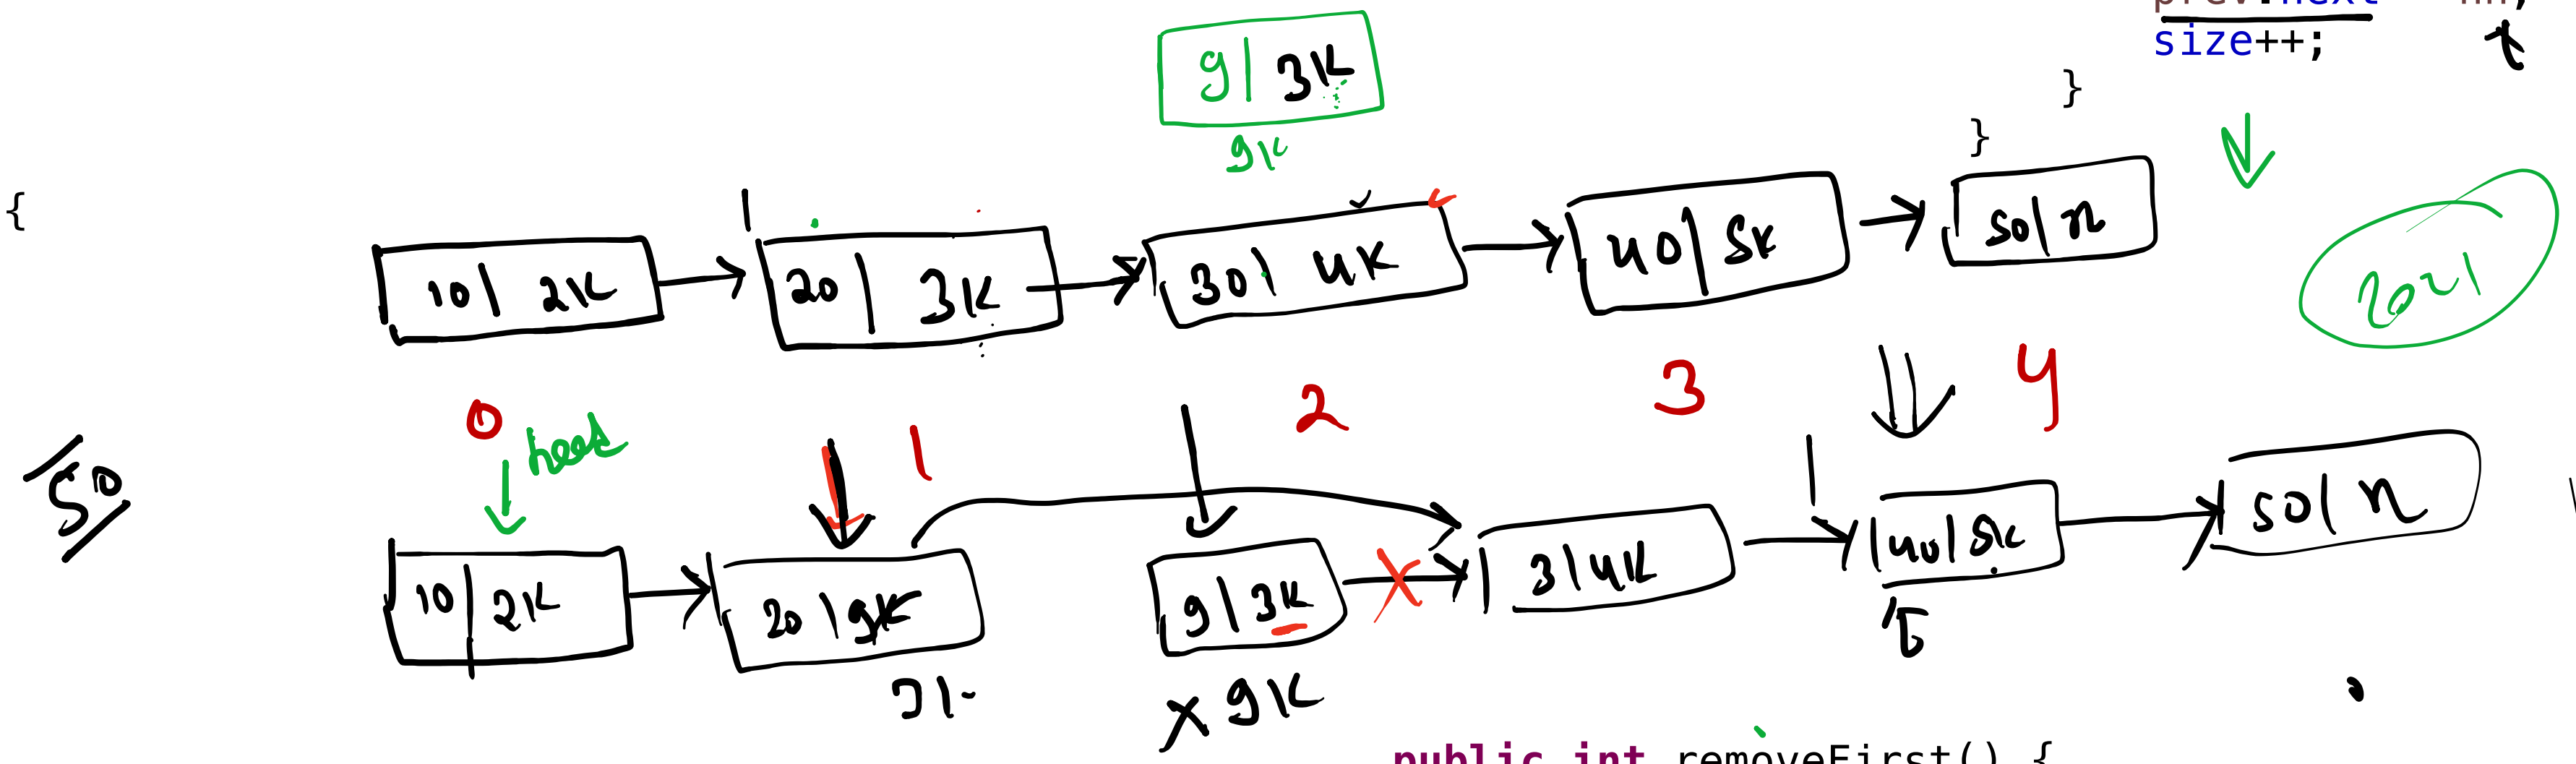 size++;
9 | 3K
}
9K
}
{
10 | 2K
20 | 3K
30 | 4K
40 | 5K
50 | n
2021
0
1
2
3
4
50
10 | 2K
20 | 9K
9 | 3K
3 | 4K
40 | 5K
50 | n
9K
public int removeFirst() {